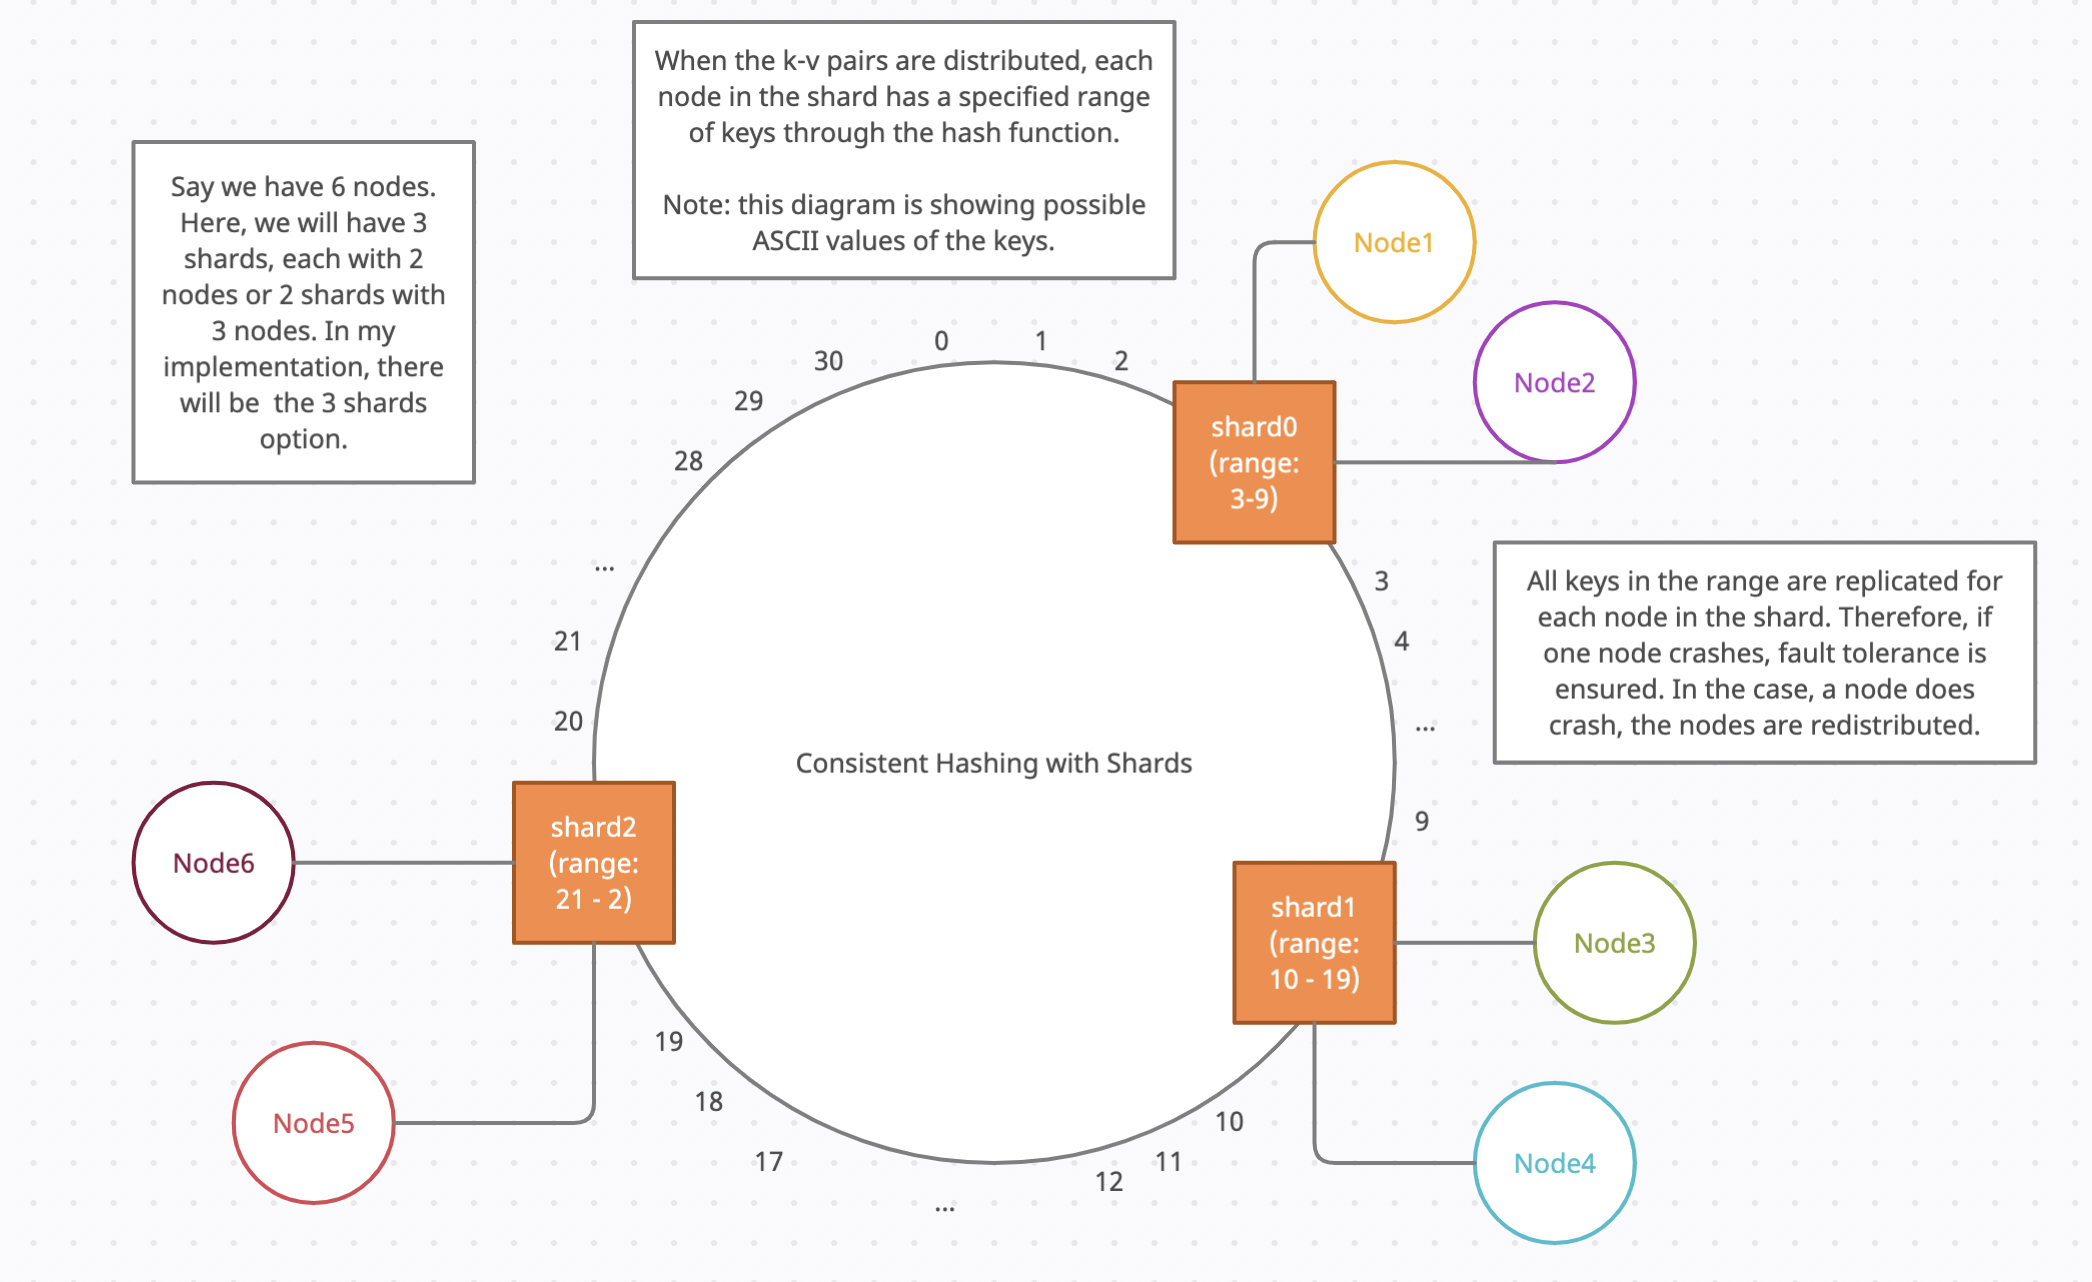 When the k-v pairs are distributed, each
node in the shard has a specified range
of keys through the hash function.
Note: this diagram is showing possible
ASCII values of the keys.
Say we have 6 nodes.
Here, we will have 3
shards, each with 2
nodes or 2 shards with
3 nodes. In my
implementation, there
will be  the 3 shards
option.
Node1
Node2
0
1
2
30
29
28
...
21
20
shard0
(range:
3-9)
3
4
...
9
All keys in the range are replicated for
each node in the shard. Therefore, if
one node crashes, fault tolerance is
ensured. In the case, a node does
crash, the nodes are redistributed.
Consistent Hashing with Shards
Node6
shard2
(range:
21 - 2)
shard1
(range:
10 - 19)
Node3
Node5
19
18
17
...
12
11
10
Node4